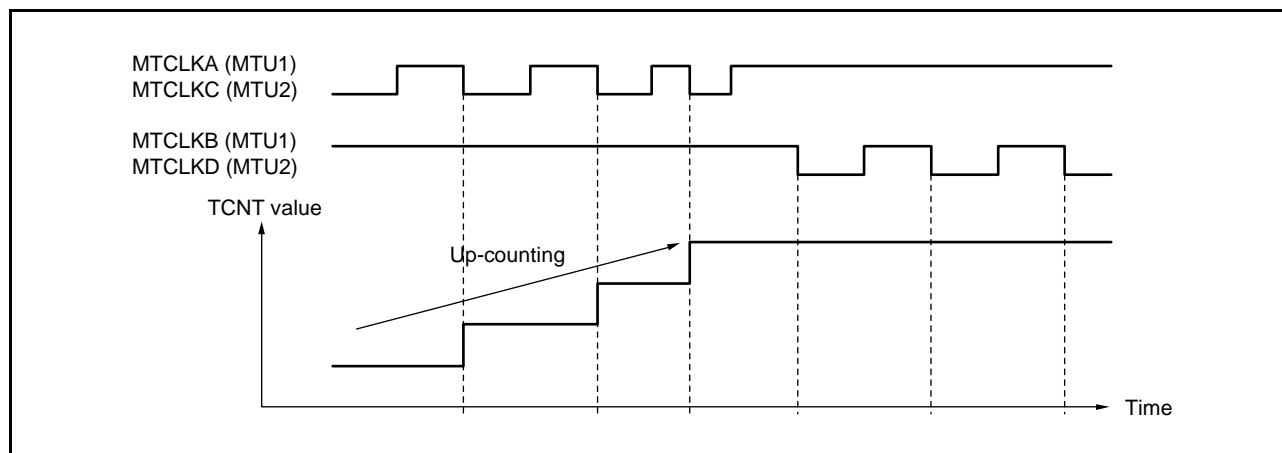 MTCLKA (MTU1)
MTCLKC (MTU2)
MTCLKB (MTU1)
MTCLKD (MTU2)
TCNT value
Up-counting
Time